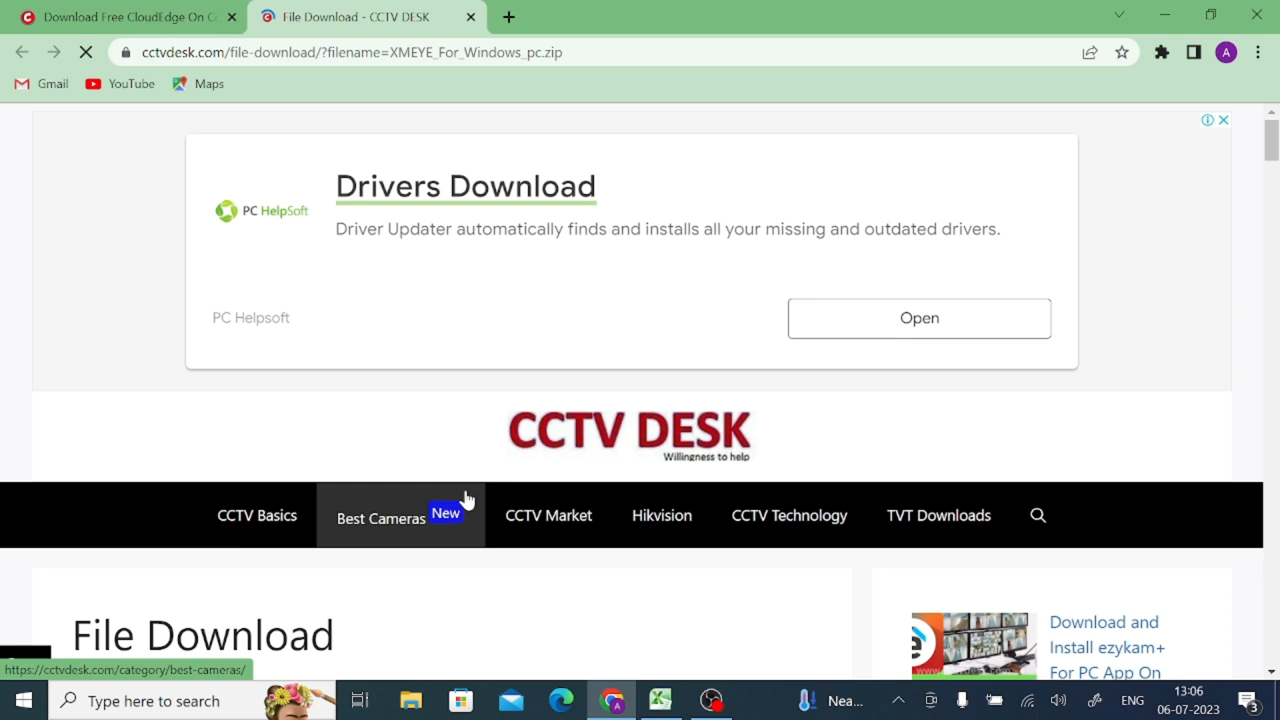 Download Free CloudEdge On Co
File Download - CCTV DESK
cctvdesk.com/file-download/?filename=XMEYE_For_Windows_pc.zip
A
Gmail
YouTube
Maps
Drivers Download
PC HelpSoft
Driver Updater automatically finds and installs all your missing and outdated drivers.
PC Helpsoft
Open
CCTV DESK
Willingness to help
CCTV Basics
Best Cameras New
CCTV Market
Hikvision
CCTV Technology
TVT Downloads
File Download
Download and
Install ezykam+
For PC App On
https://cctvdesk.com/category/best-cameras/
Type here to search
Nea...
ENG
13:06
06-07-2023
3